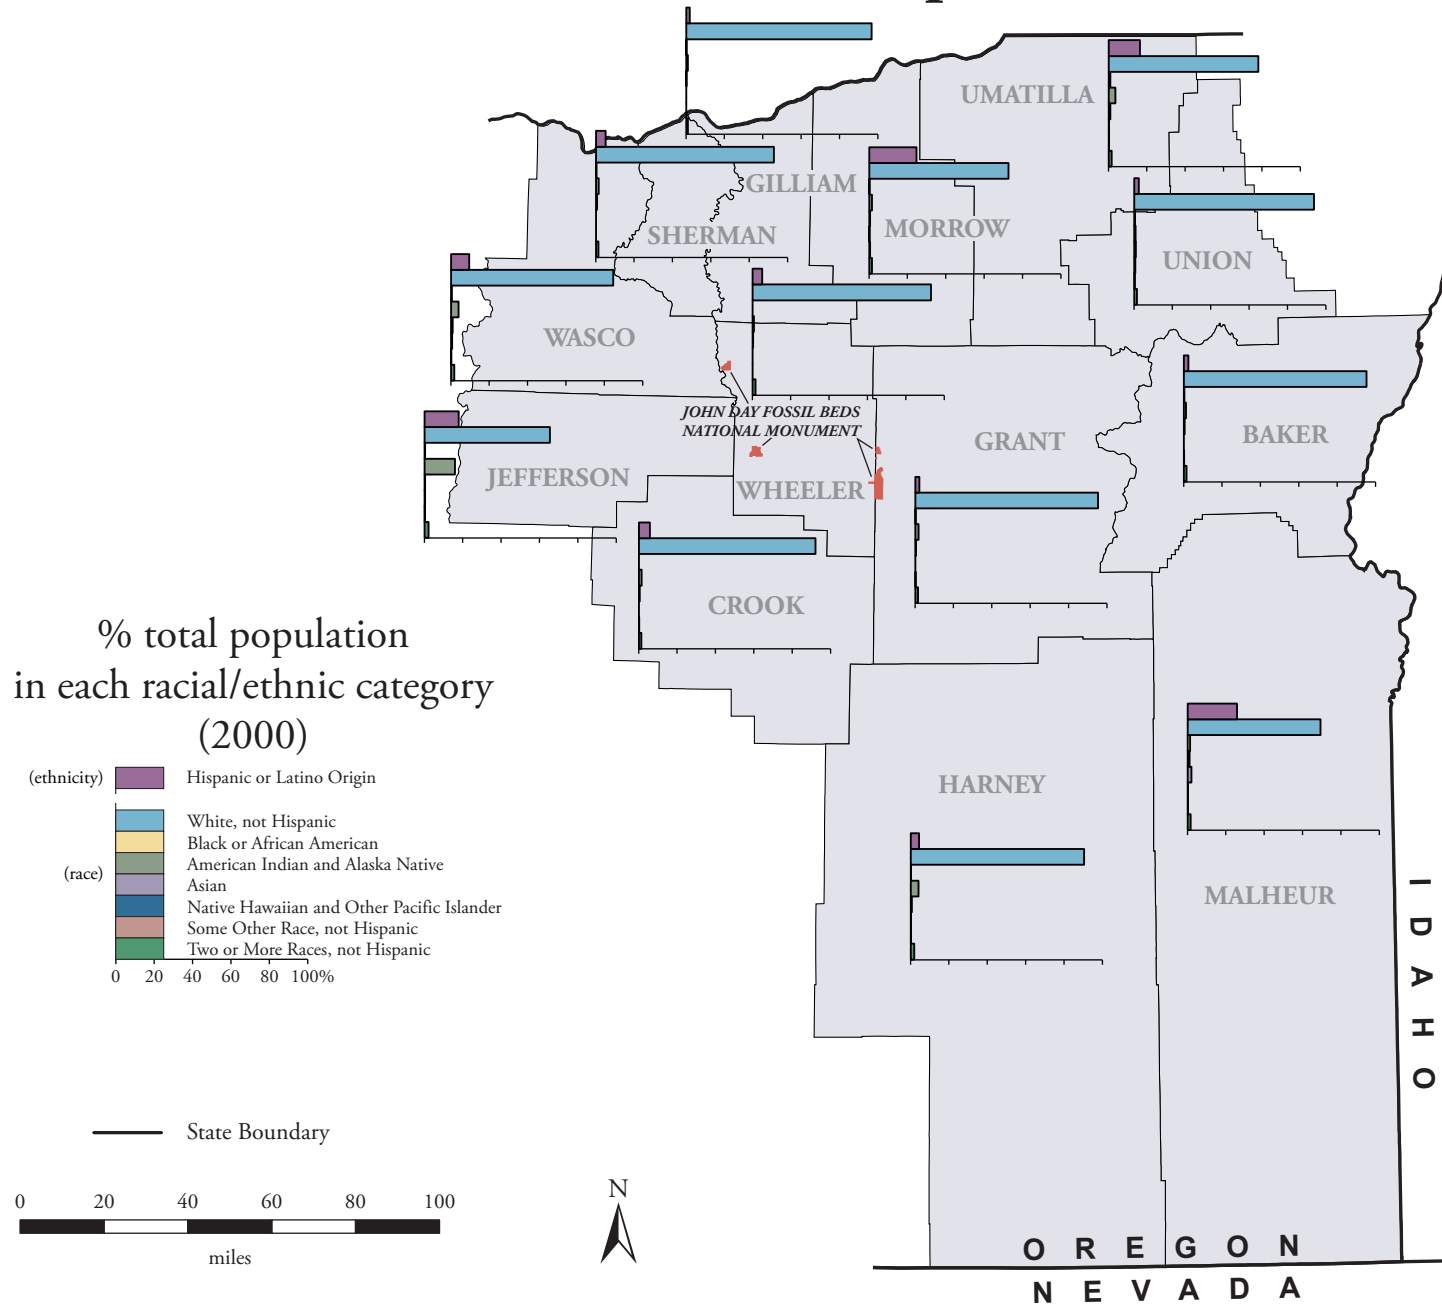 UMATILLA
GILLIAM
SHERMAN
MORROW
UNION
WASCO
JOHN DAY FOSSIL BEDS
NATIONAL MONUMENT
GRANT
BAKER
JEFFERSON
WHEELER
CROOK
% total population
in each racial/ethnic category
(2000)
(ethnicity)
Hispanic or Latino Origin
White, not Hispanic
Black or African American
(race)
American Indian and Alaska Native
Asian
Native Hawaiian and Other Pacific Islander
Some Other Race, not Hispanic
Two or More Races, not Hispanic
0 20 40 60 80 100%
HARNEY
MALHEUR
IDAHO
State Boundary
0 20 40 60 80 100
miles
N
OREGON
NEVADA